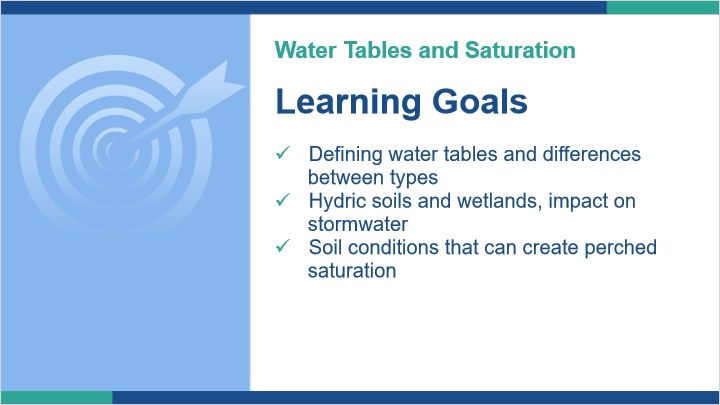 Water Tables and Saturation
Learning Goals
✓ Defining water tables and differences
between types
✓ Hydric soils and wetlands, impact on
stormwater
✓ Soil conditions that can create perched
saturation